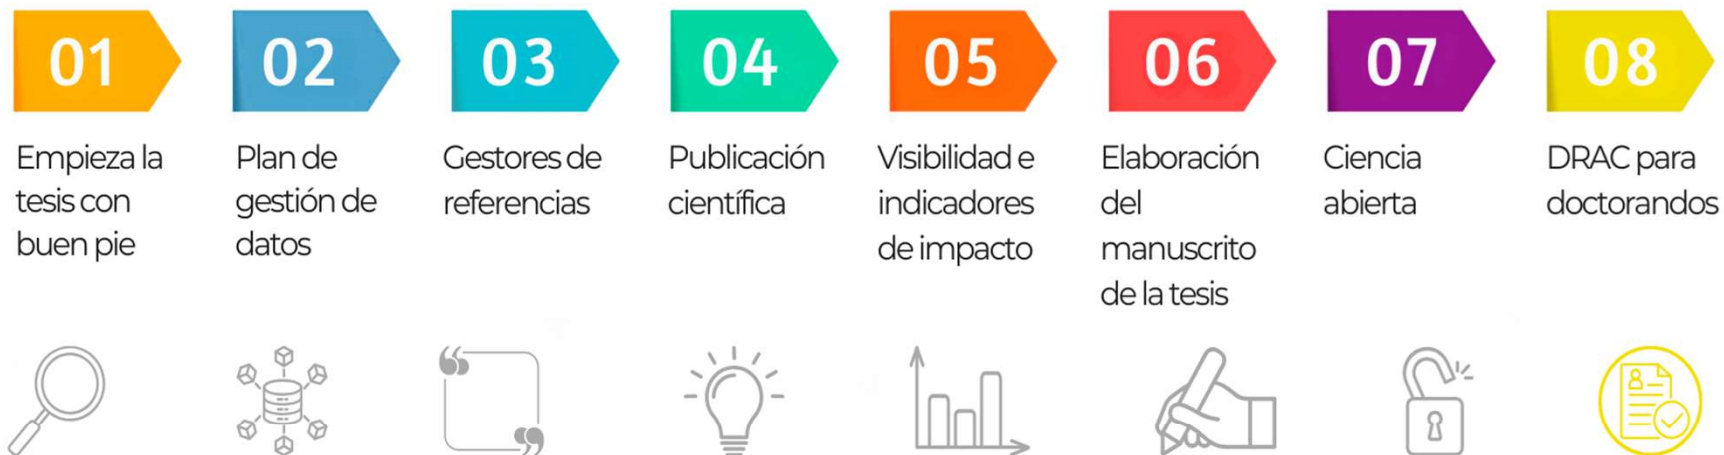 01
Empieza la
tesis con
buen pie
02
Plan de
gestión de
datos
03
Gestores de
referencias
04
Publicación
científica
05
Visibilidad e
indicadores
de impacto
06
Elaboración
del
manuscrito
de la tesis
07
Ciencia
abierta
08
DRAC para
doctorandos